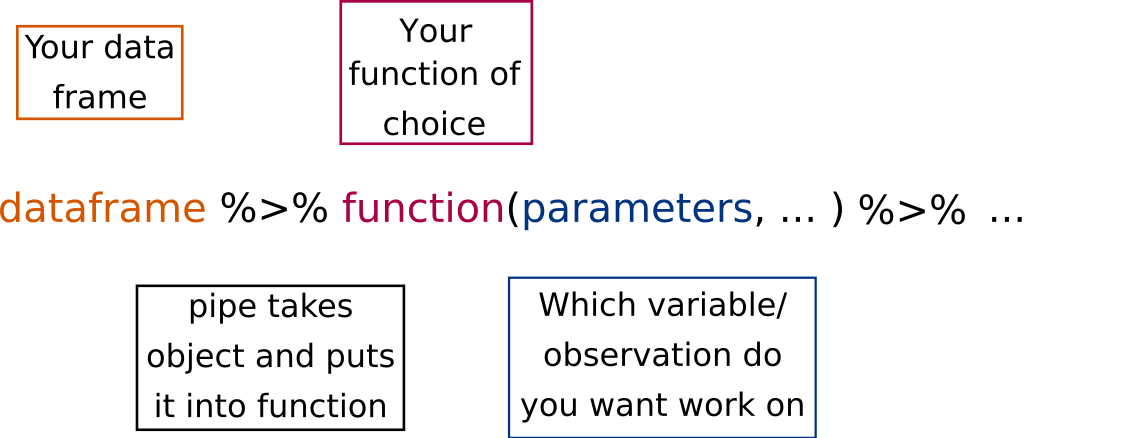 Your data
frame
Your
function of
choice
dataframe %>% function(parameters, ... ) %>% ...
pipe takes
object and puts
it into function
Which variable/
observation do
you want work on